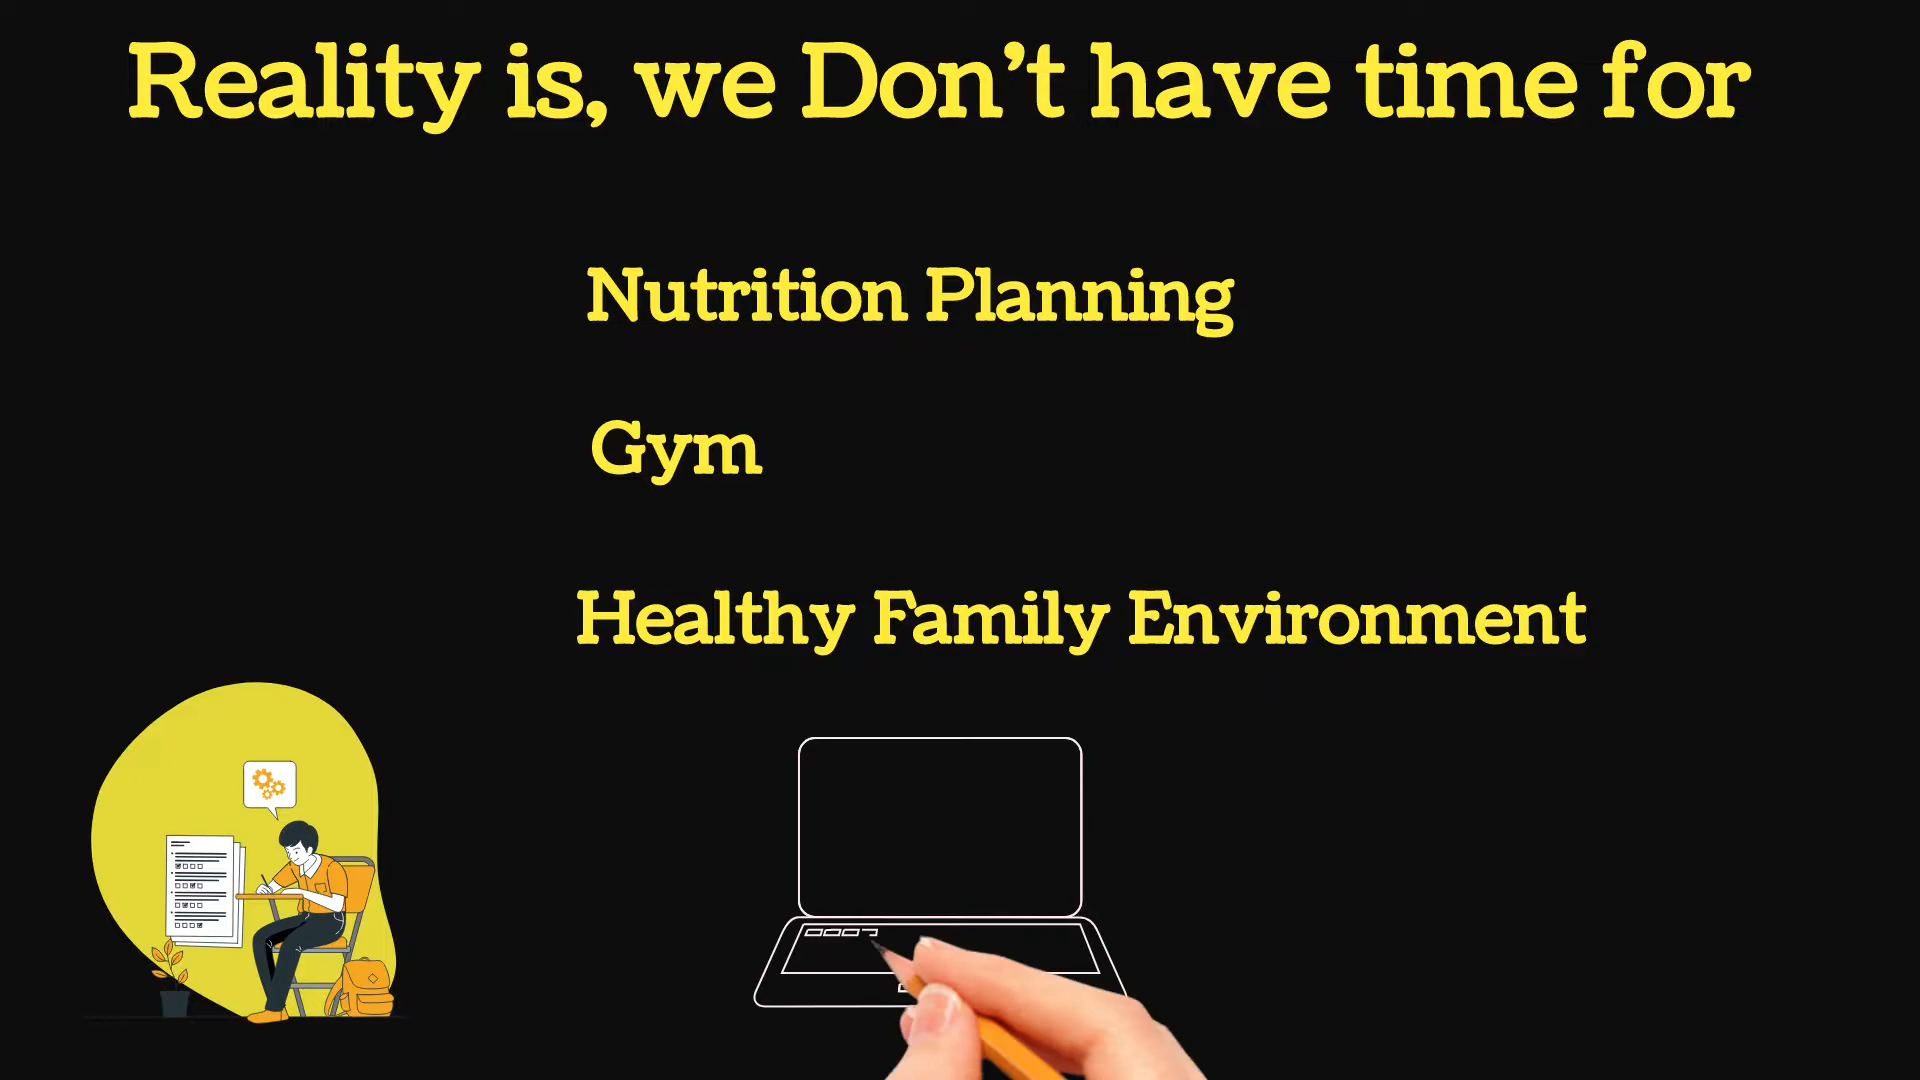 Reality is, we Don't have time for
Nutrition Planning
Gym
Healthy Family Environment